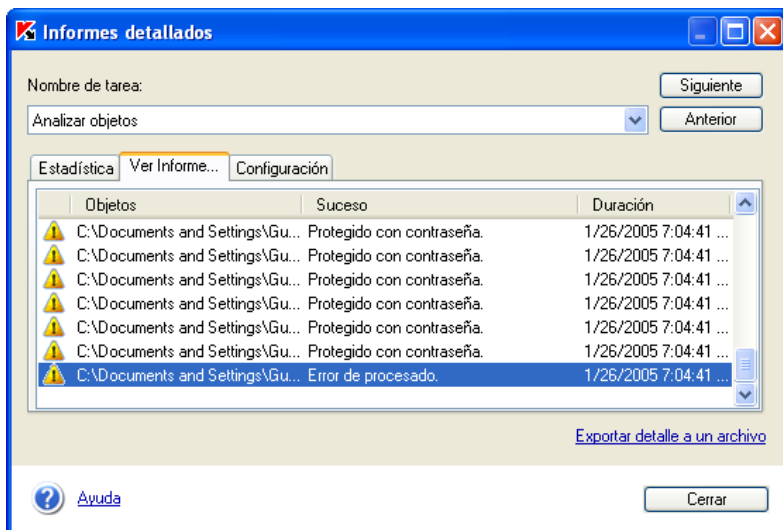 Informes detallados
Nombre de tarea:
Siguiente
Analizar objetos
Anterior
Estadística Ver Informe... Configuración
Objetos Suceso Duración
C:\Documents and Settings\Gu... Protegido con contraseña. 1/26/2005 7:04:41 ...
C:\Documents and Settings\Gu... Protegido con contraseña. 1/26/2005 7:04:41 ...
C:\Documents and Settings\Gu... Protegido con contraseña. 1/26/2005 7:04:41 ...
C:\Documents and Settings\Gu... Protegido con contraseña. 1/26/2005 7:04:41 ...
C:\Documents and Settings\Gu... Protegido con contraseña. 1/26/2005 7:04:41 ...
C:\Documents and Settings\Gu... Protegido con contraseña. 1/26/2005 7:04:41 ...
C:\Documents and Settings\Gu... Error de procesado. 1/26/2005 7:04:41 ...
Exportar detalle a un archivo
Ayuda
Cerrar